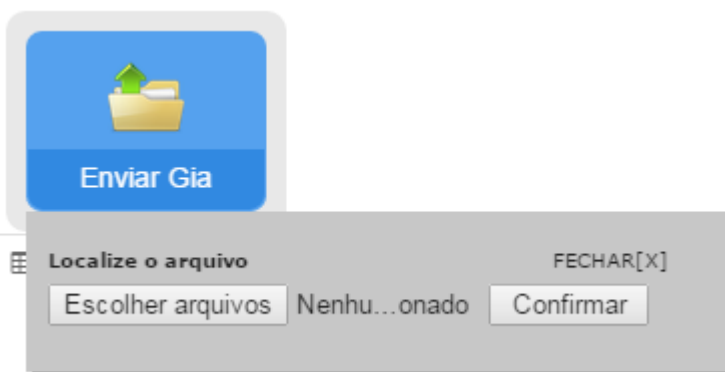 Enviar Gia
Localize o arquivo FECHAR[X]
Escolher arquivos Nenhu...onado Confirmar